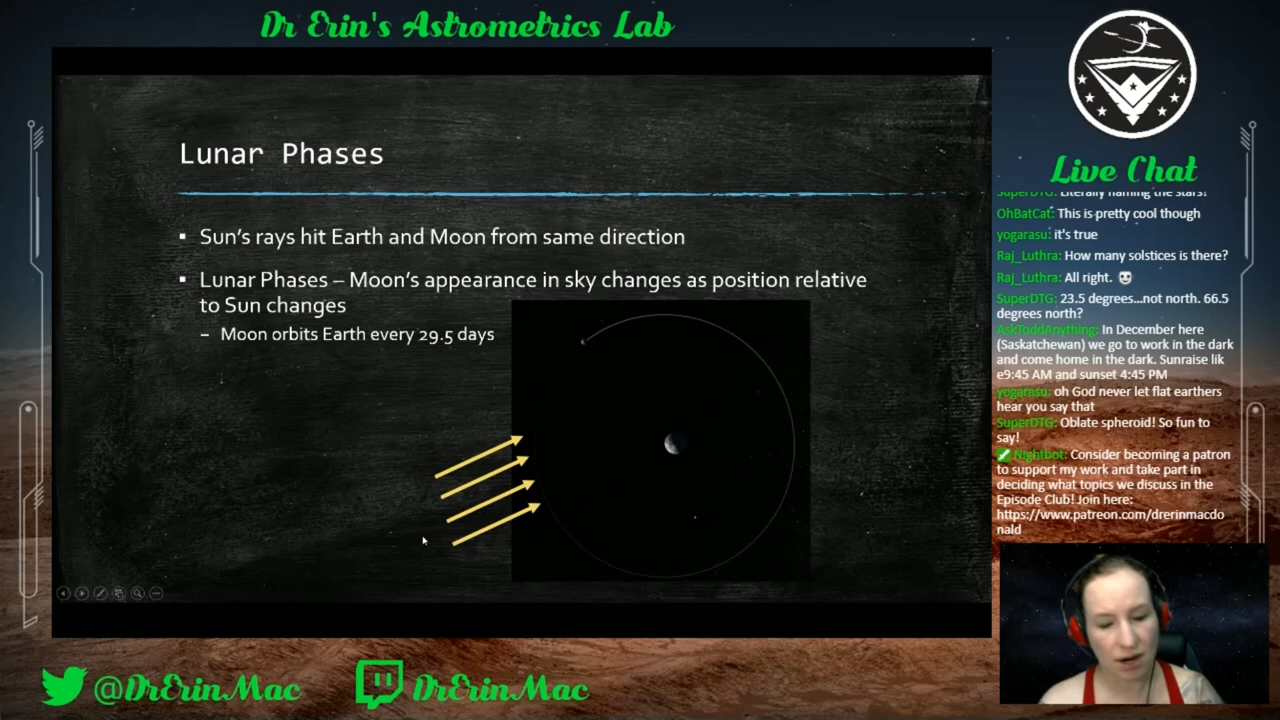 Dr Erin's Astrometrics Lab
Lunar Phases
▪ Sun's rays hit Earth and Moon from same direction
▪ Lunar Phases – Moon's appearance in sky changes as position relative
to Sun changes
– Moon orbits Earth every 29.5 days
Live Chat
SuperDTG: Literally naming the stars!
OhBatCat: This is pretty cool though
yogarasu: it's true
Raj_Luthra: How many solstices is there?
Raj_Luthra: All right.
SuperDTG: 23.5 degrees...not north. 66.5
degrees north?
AskToddAnything: In December here
(Saskatchewan) we go to work in the dark
and come home in the dark. Sunraise lik
e9:45 AM and sunset 4:45 PM
yogarasu: oh God never let flat earthers
hear you say that
SuperDTG: Oblate spheroid! So fun to
say!
Nightbot: Consider becoming a patron
to support my work and take part in
deciding what topics we discuss in the
Episode Club! Join here:
https://www.patreon.com/drerinmacdo
nald
@DrErinMac
DrErinMac